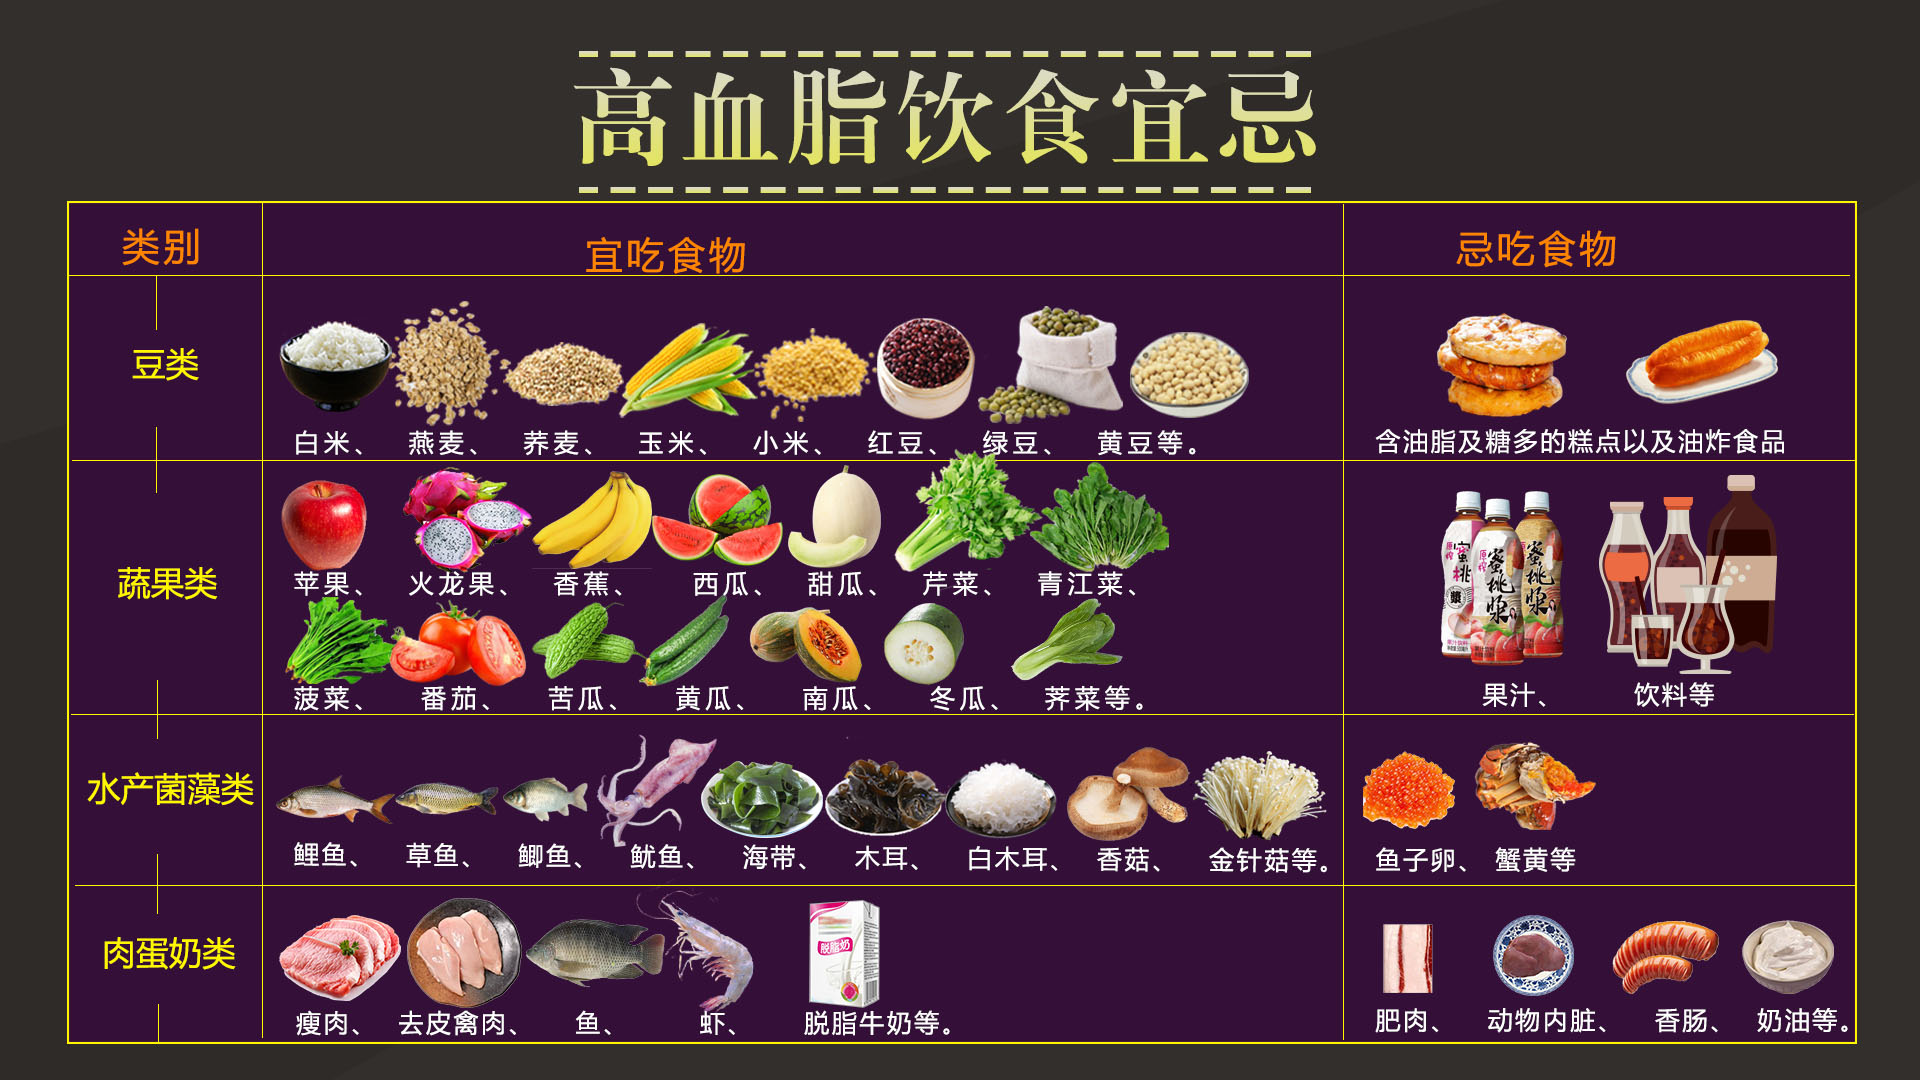 高血脂饮食宜忌
类别 宜吃食物 忌吃食物
豆类
白米、 燕麦、 荞麦、 玉米、 小米、 红豆、 绿豆、 黄豆等。
含油脂及糖多的糕点以及油炸食品
蔬果类
苹果、 火龙果、 香蕉、 西瓜、 甜瓜、 芹菜、 青江菜、
菠菜、 番茄、 苦瓜、 黄瓜、 南瓜、 冬瓜、 荠菜等。
蜜桃
蜜桃浆
蜜桃浆
果汁、 饮料等
水产菌藻类
鲤鱼、 草鱼、 鲫鱼、 鱿鱼、 海带、 木耳、 白木耳、 香菇、 金针菇等。
鱼子卵、 蟹黄等
肉蛋奶类
脱脂奶
瘦肉、 去皮禽肉、 鱼、 虾、 脱脂牛奶等。
肥肉、 动物内脏、 香肠、 奶油等。